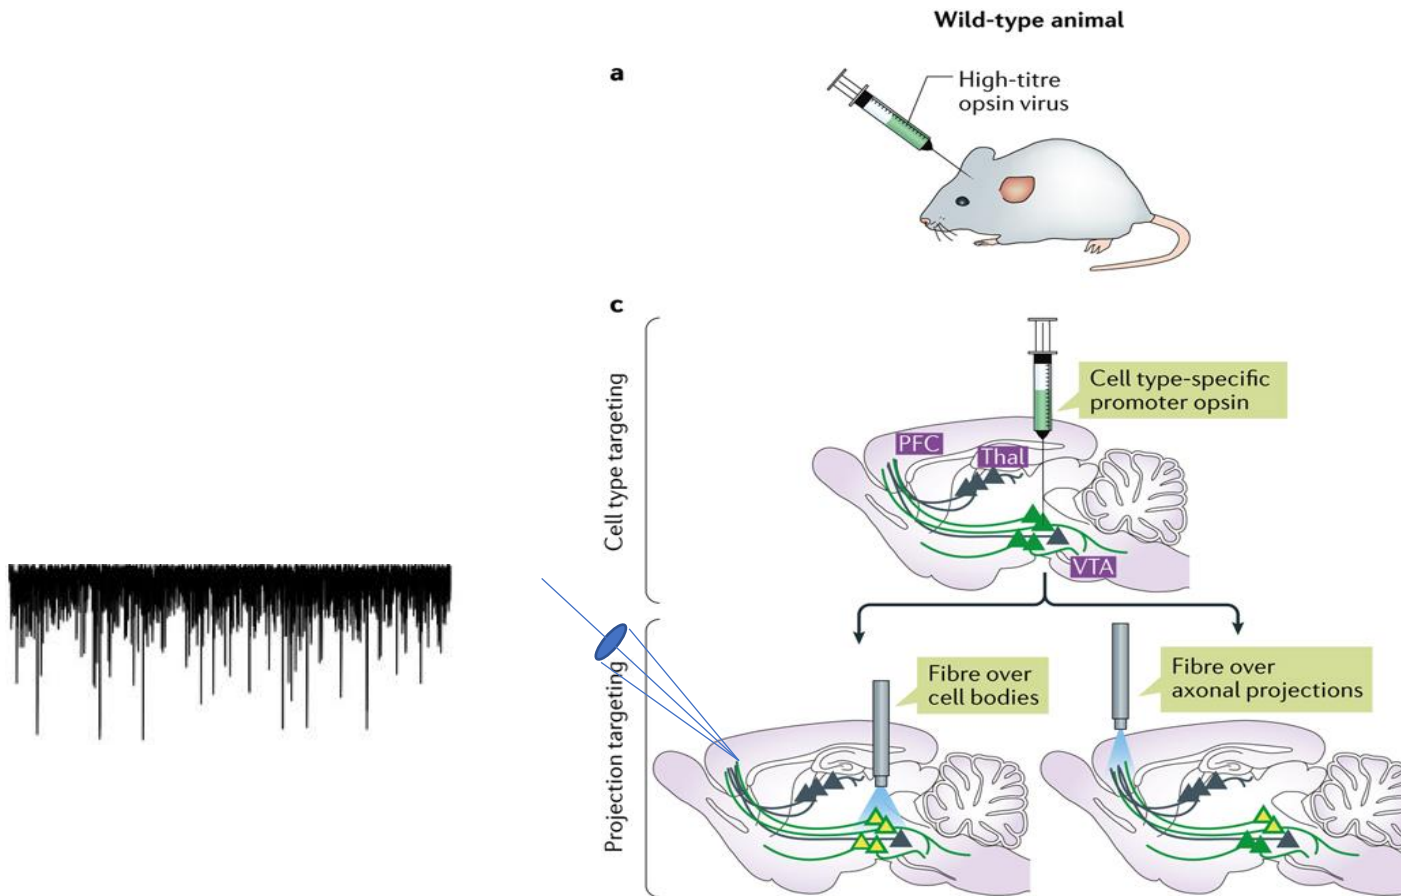 Wild-type animal
a
High-titre
opsin virus
c
Cell type targeting
Cell type-specific
promoter opsin
PFC
Thal
VTA
Projection targeting
Fibre over
cell bodies
Fibre over
axonal projections